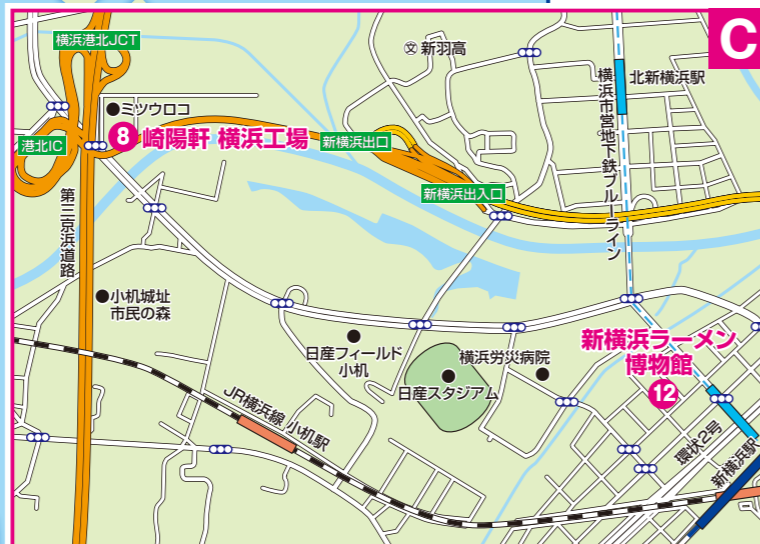 C
横浜港北JCT
文 新羽高
北新横浜駅
横浜市営地下鉄ブルーライン
ミツウロコ
8 崎陽軒 横浜工場
新横浜出口
港北IC
新横浜出入口
第三京浜道路
小机城址
市民の森
日産フィールド
小机
横浜労災病院
日産スタジアム
新横浜ラーメン
博物館
12
JR横浜線 小机駅
環状2号
新横浜駅